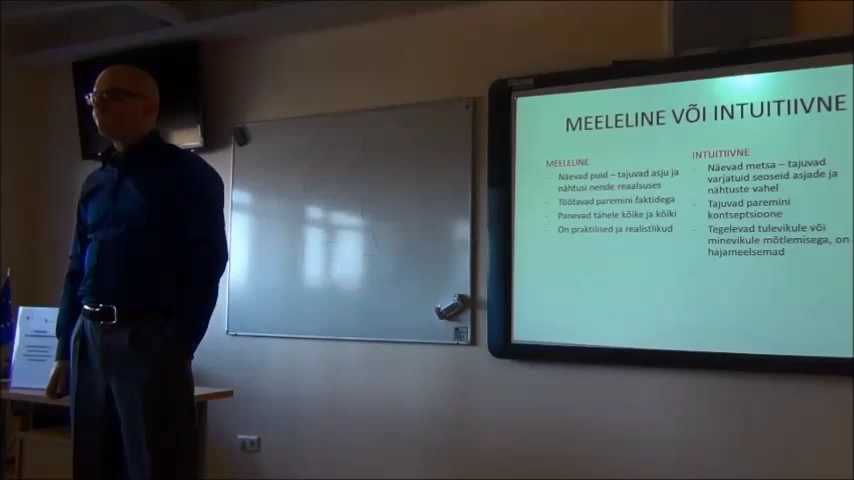 MEELELINE VÕI INTUITIIVNE
MEELELINE
- Näevad puid – tajuvad asju ja
nähtusi nende reaalsuses
- Töötavad paremini faktidega
- Panevad tähele kõike ja kõiki
- On praktilised ja realistlikud
INTUITIIVNE
- Näevad metsa – tajuvad
varjatuid seoseid asjade ja
nähtuste vahel
- Tajuvad paremini
kontseptsioone
- Tegelevad tulevikule või
minevikule mõtlemisega, on
hajameelsemad